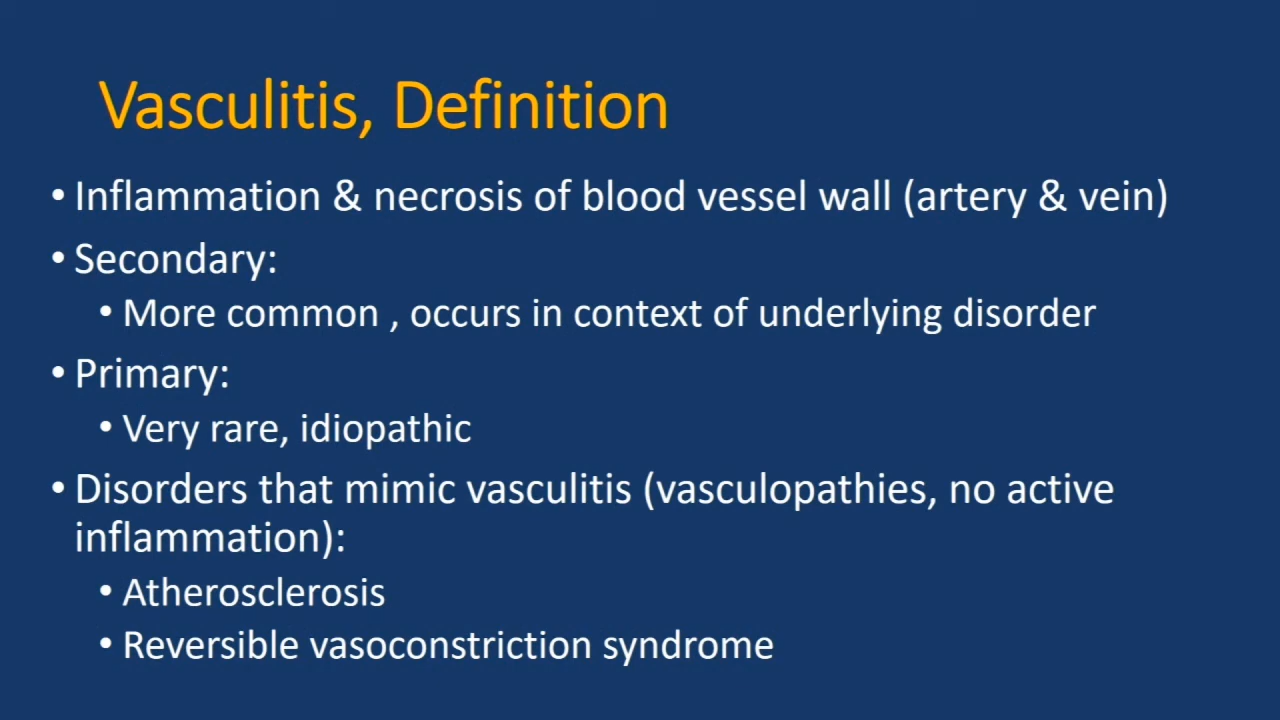 Vasculitis, Definition
• Inflammation & necrosis of blood vessel wall (artery & vein)
• Secondary:
• More common , occurs in context of underlying disorder
• Primary:
• Very rare, idiopathic
• Disorders that mimic vasculitis (vasculopathies, no active
inflammation):
• Atherosclerosis
• Reversible vasoconstriction syndrome